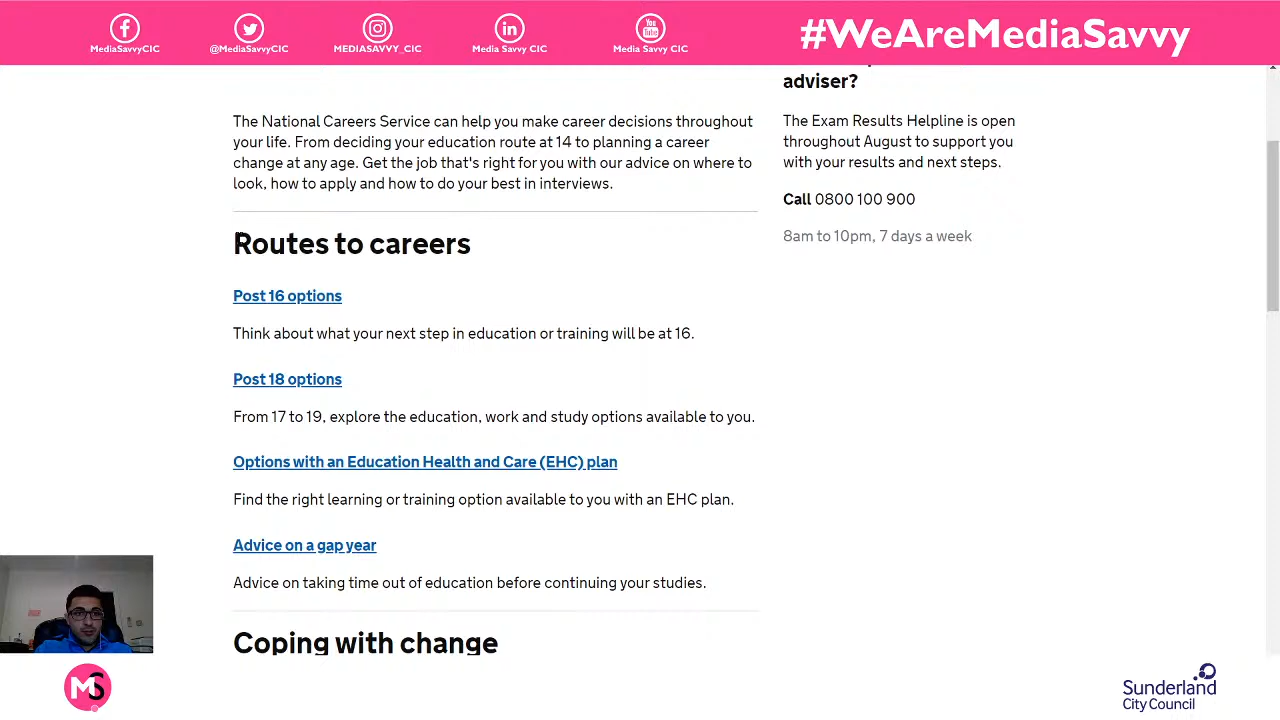 MediaSavvyCIC
@MediaSavvyCIC
MEDIASAVVY_CIC
in
Media Savvy CIC
You
Tube
Media Savvy CIC
#WeAreMediaSavvy
adviser?
The Exam Results Helpline is open
throughout August to support you
with your results and next steps.
Call 0800 100 900
8am to 10pm, 7 days a week
The National Careers Service can help you make career decisions throughout
your life. From deciding your education route at 14 to planning a career
change at any age. Get the job that's right for you with our advice on where to
look, how to apply and how to do your best in interviews.
Routes to careers
Post 16 options
Think about what your next step in education or training will be at 16.
Post 18 options
From 17 to 19, explore the education, work and study options available to you.
Options with an Education Health and Care (EHC) plan
Find the right learning or training option available to you with an EHC plan.
Advice on a gap year
Advice on taking time out of education before continuing your studies.
Coping with change
MS
Sunderland
City Council